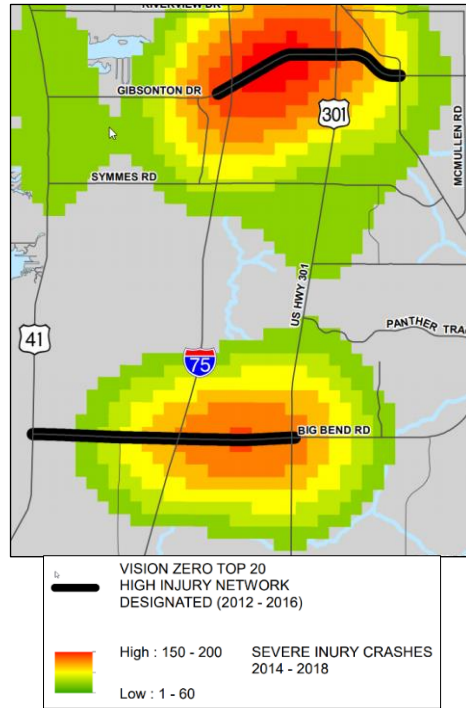 RIVERVIEW DR
GIBSONTON DR
301
MCMULLEN RD
SYMMES RD
US HWY 301
PANTHER TRA
41
75
BIG BEND RD
VISION ZERO TOP 20
HIGH INJURY NETWORK
DESIGNATED (2012 - 2016)
High : 150 - 200 SEVERE INURY CRASHES
2014 - 2018
Low : 1 - 60